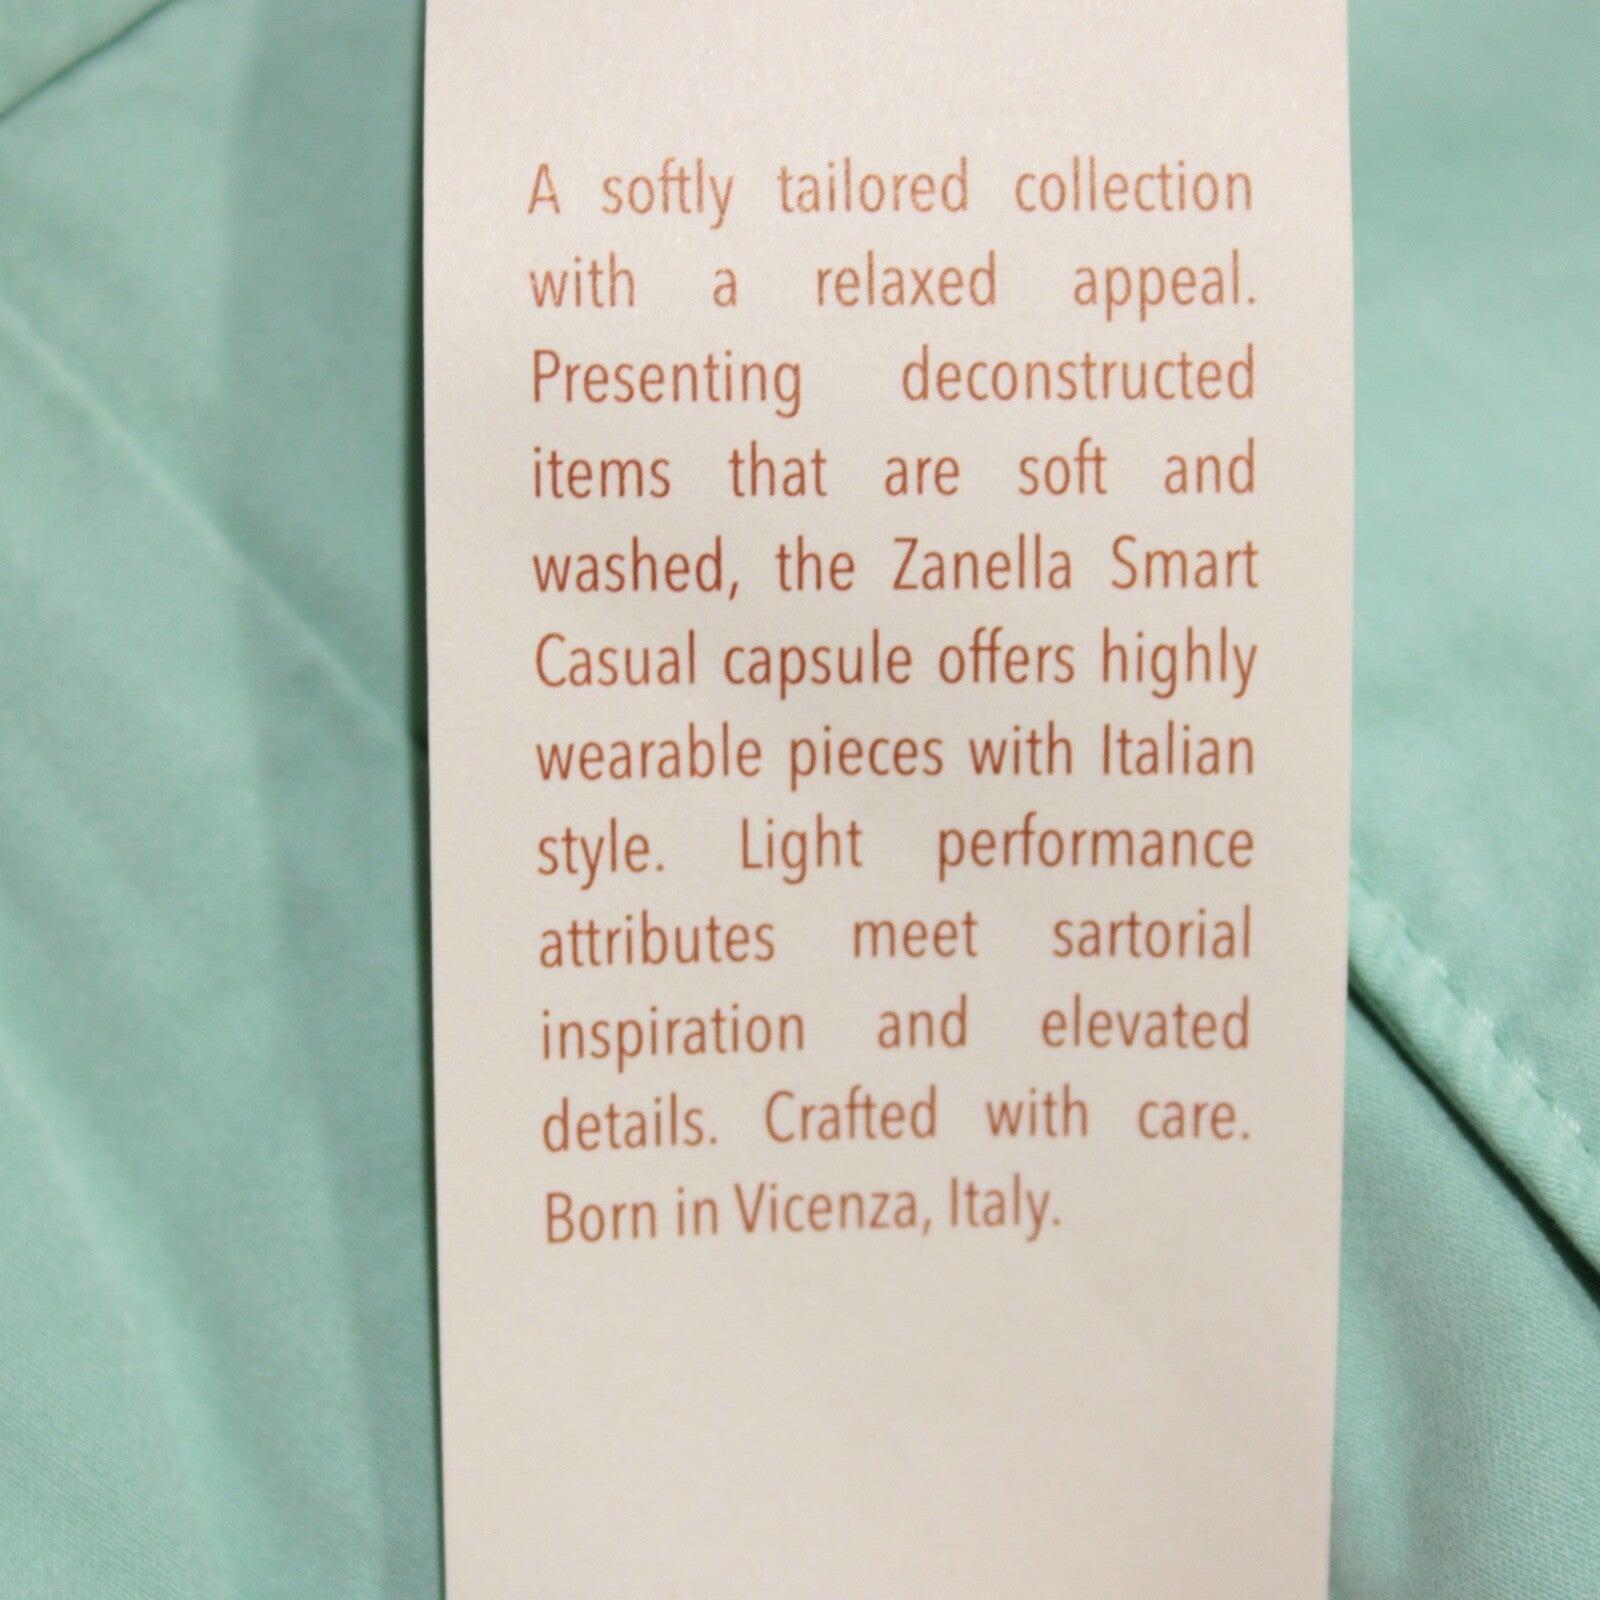 A softly tailored collection
with a relaxed appeal.
Presenting deconstructed
items that are soft and
washed, the Zanella Smart
Casual capsule offers highly
wearable pieces with Italian
style. Light performance
attributes meet sartorial
inspiration and elevated
details. Crafted with care.
Born in Vicenza, Italy.